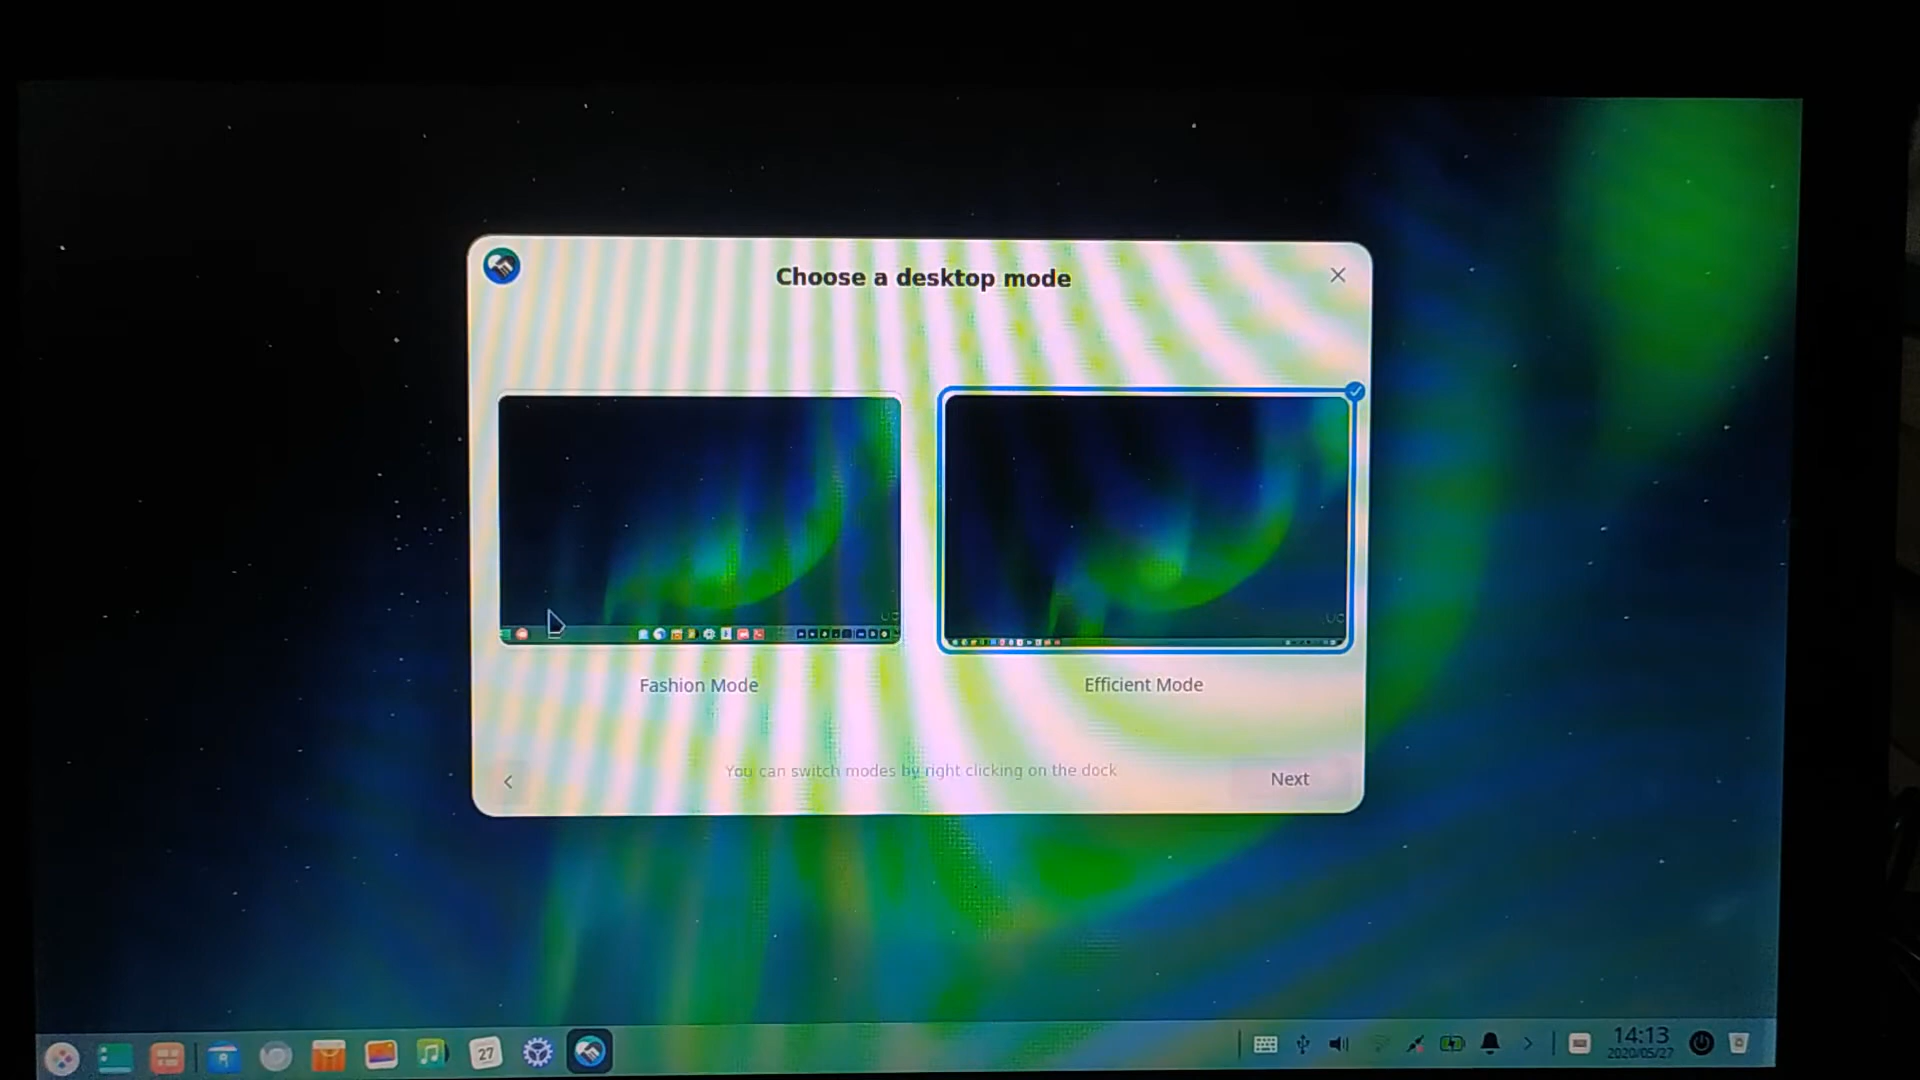 Choose a desktop mode
Fashion Mode
Efficient Mode
You can switch modes by right clicking on the dock
Next
27
14:13
2020/05/27